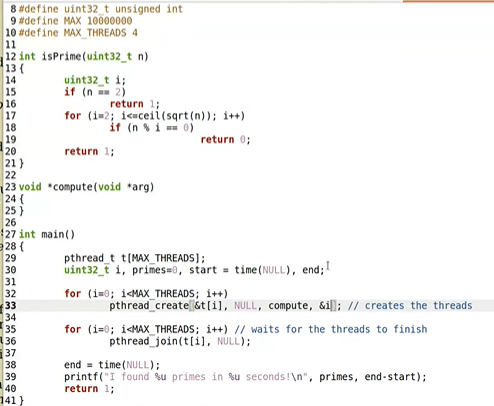 8 #define uint32_t unsigned int
9 #define MAX 10000000
10 #define MAX_THREADS 4
11
12 int isPrime(uint32_t n)
13 {
14 uint32_t i;
15 if (n == 2)
16 return 1;
17 for (i=2; i<=ceil(sqrt(n)); i++)
18 if (n % i == 0)
19 return 0;
20 return 1;
21 }
22
23 void *compute(void *arg)
24 {
25 }
26
27 int main()
28 {
29 pthread_t t[MAX_THREADS];
30 uint32_t i, primes=0, start = time(NULL), end;
31
32 for (i=0; i<MAX_THREADS; i++)
33 pthread_create(&t[i], NULL, compute, &i); // creates the threads
34
35 for (i=0; i<MAX_THREADS; i++) // waits for the threads to finish
36 pthread_join(t[i], NULL);
37
38 end = time(NULL);
39 printf("I found %u primes in %u seconds!\n", primes, end-start);
40 return 1;
41 }